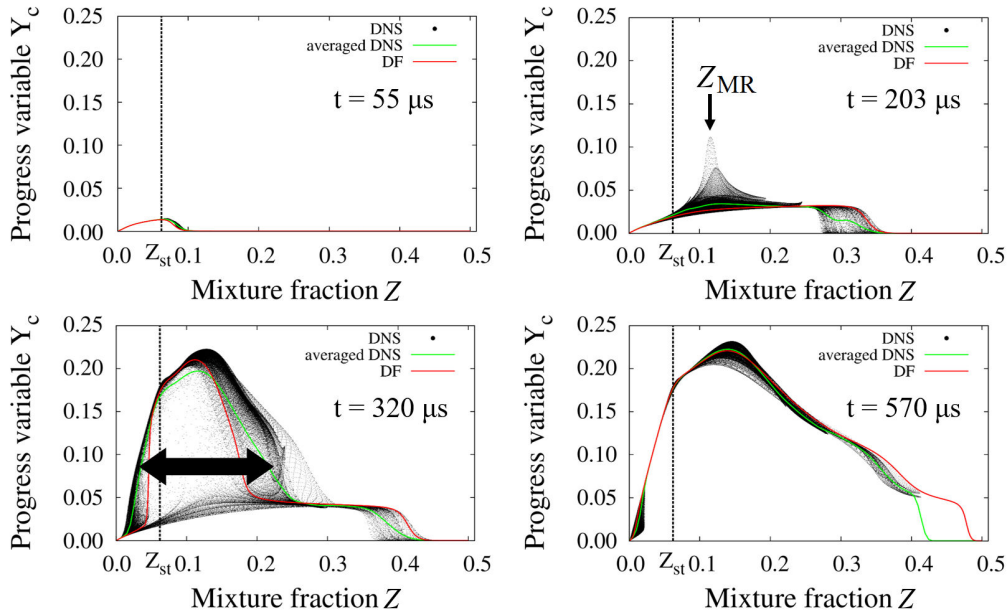 Progress variable Y_c
0.25
0.20
0.15
0.10
0.05
0.00
DNS
averaged DNS
DF
t = 55 µs
0.0 Z_st 0.1 0.2 0.3 0.4 0.5
Mixture fraction Z
Progress variable Y_c
0.25
0.20
0.15
0.10
0.05
0.00
DNS
averaged DNS
DF
Z_MR
t = 203 µs
0.0 Z_st 0.1 0.2 0.3 0.4 0.5
Mixture fraction Z
Progress variable Y_c
0.25
0.20
0.15
0.10
0.05
0.00
DNS
averaged DNS
DF
t = 320 µs
0.0 Z_st 0.1 0.2 0.3 0.4 0.5
Mixture fraction Z
Progress variable Y_c
0.25
0.20
0.15
0.10
0.05
0.00
DNS
averaged DNS
DF
t = 570 µs
0.0 Z_st 0.1 0.2 0.3 0.4 0.5
Mixture fraction Z